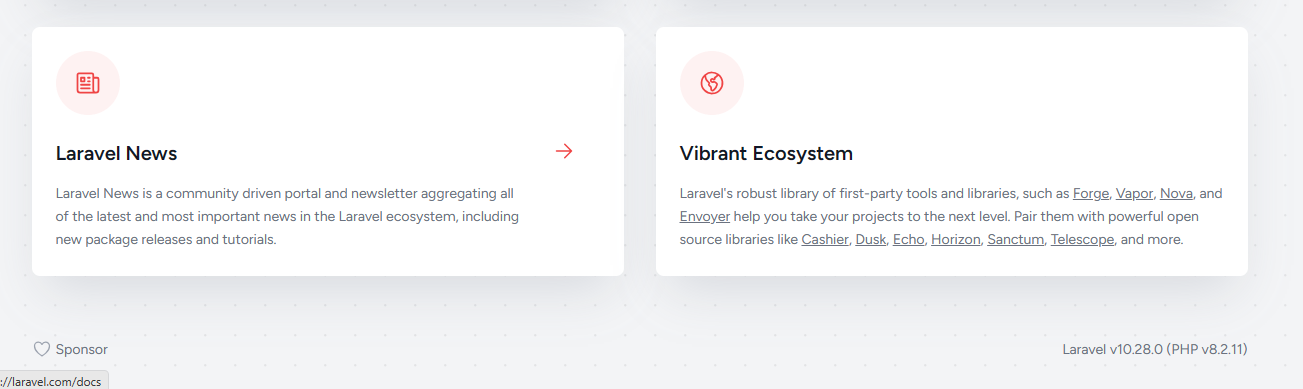 Laravel News
Laravel News is a community driven portal and newsletter aggregating all
of the latest and most important news in the Laravel ecosystem, including
new package releases and tutorials.
Vibrant Ecosystem
Laravel's robust library of first-party tools and libraries, such as Forge, Vapor, Nova, and
Envoyer help you take your projects to the next level. Pair them with powerful open
source libraries like Cashier, Dusk, Echo, Horizon, Sanctum, Telescope, and more.
Sponsor
Laravel v10.28.0 (PHP v8.2.11)
://laravel.com/docs